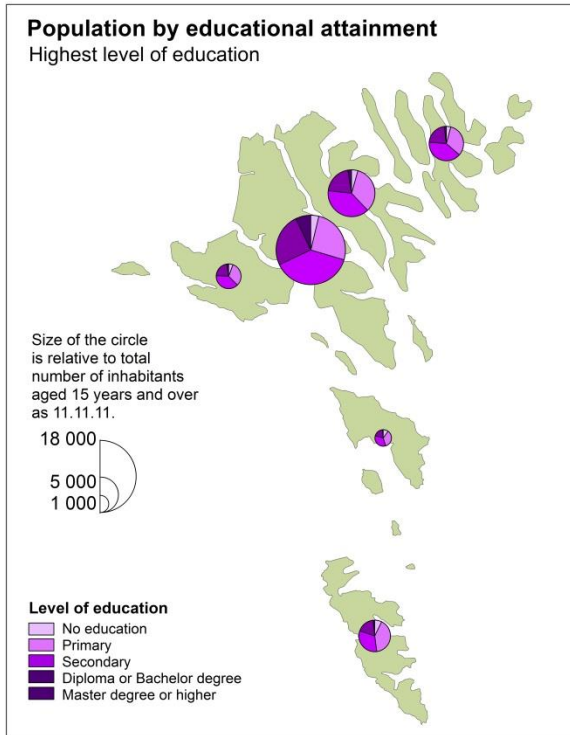 Population by educational attainment
Highest level of education
Size of the circle
is relative to total
number of inhabitants
aged 15 years and over
as 11.11.11.
18 000
5 000
1 000
Level of education
No education
Primary
Secondary
Diploma or Bachelor degree
Master degree or higher